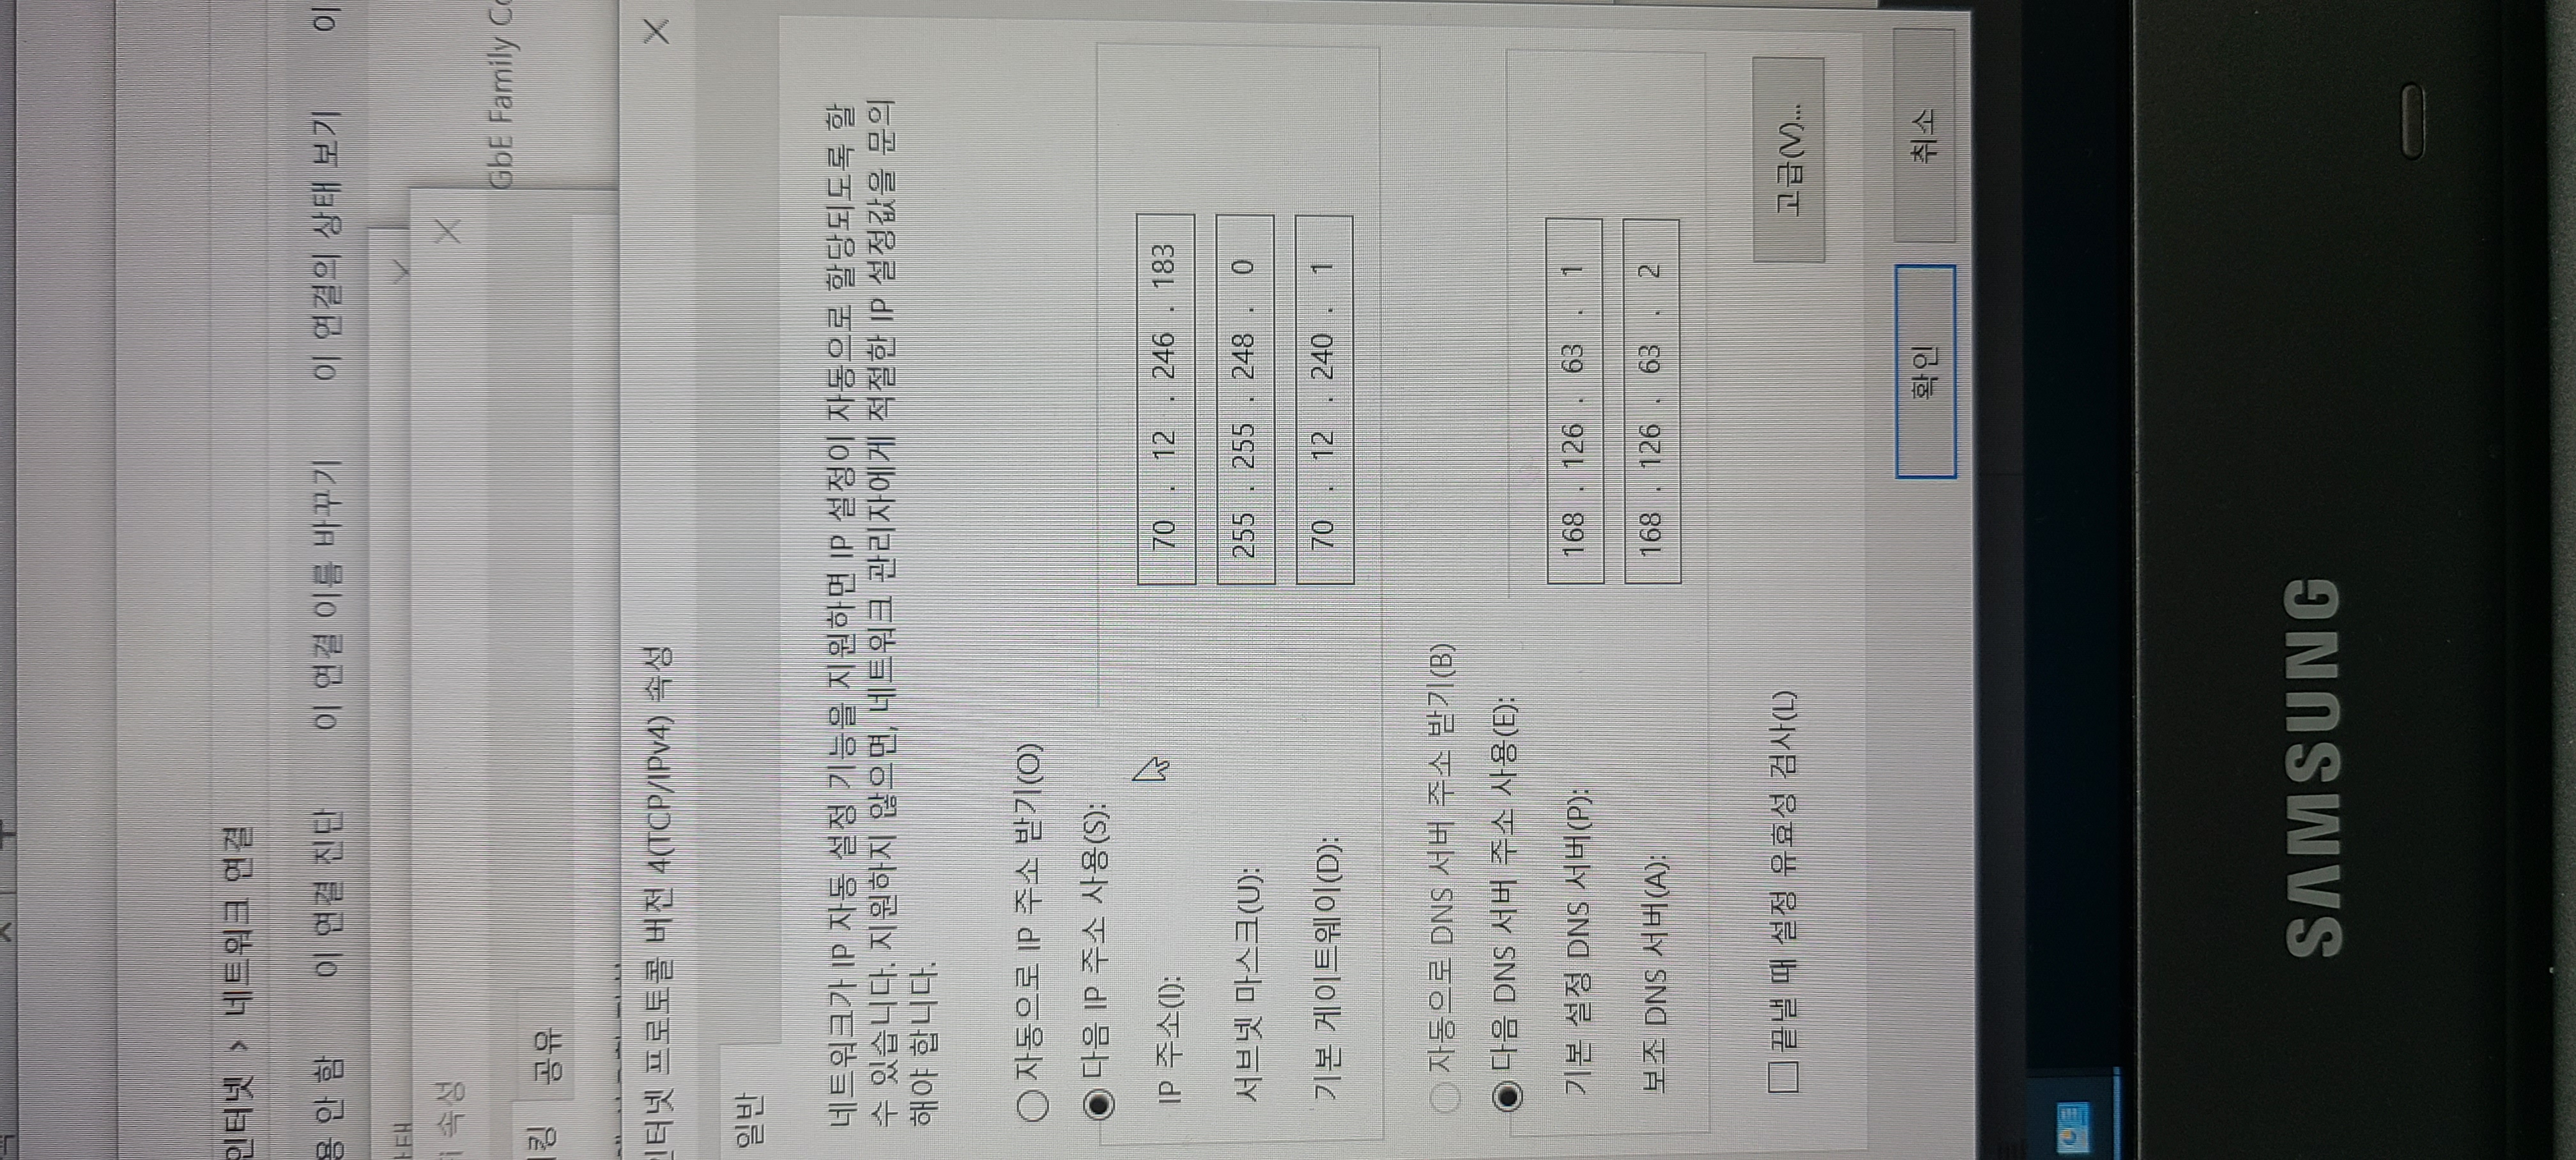 인터넷 › 네트워크 연결
용 안 함 이 연결 진단 이 연결 이름 바꾸기 이 연결의 상태 보기 이
속성
GbE Family
킹 공유
인터넷 프로토콜 버전 4(TCP/IPv4) 속성
일반
네트워크가 IP 자동 설정 기능을 지원하면 IP 설정이 자동으로 할당되도록 할
수 있습니다. 지원하지 않으면, 네트워크 관리자에게 적절한 IP 설정값을 문의
해야 합니다.
자동으로 IP 주소 받기(O)
다음 IP 주소 사용(S):
IP 주소(I): 70 . 12 . 246 . 183
서브넷 마스크(U): 255 . 255 . 248 . 0
기본 게이트웨이(D): 70 . 12 . 240 . 1
자동으로 DNS 서버 주소 받기(B)
다음 DNS 서버 주소 사용(E):
기본 설정 DNS 서버(P): 168 . 126 . 63 . 1
보조 DNS 서버(A): 168 . 126 . 63 . 2
끝낼 때 설정 유효성 검사(L)
고급(V)...
확인 취소
SAMSUNG